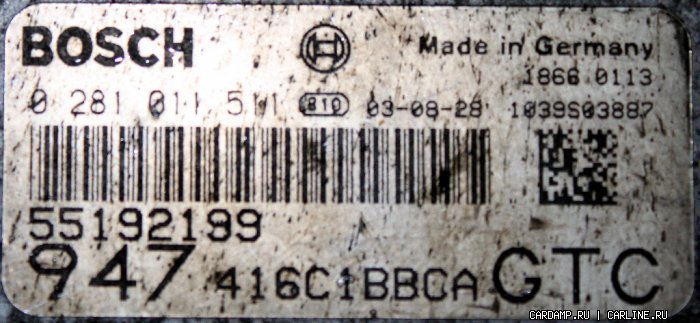 BOSCH Made in Germany
1866 0113
0 281 011 511 810 03-08-28 1039S03887
55192199
947 416C1BBCA GTC
CARDAMP.RU | CARLINE.RU